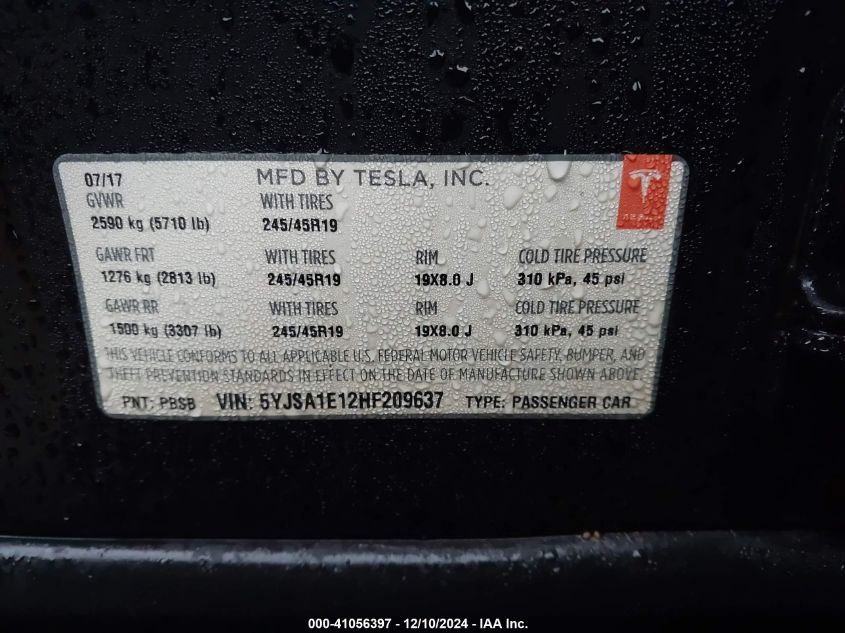 07/17 MFD BY TESLA, INC.
GVWR WITH TIRES
2590 kg (5710 lb) 245/45R19
GAWR FRT WITH TIRES RIM COLD TIRE PRESSURE
1276 kg (2813 lb) 245/45R19 19X8.0 J 310 kPa, 45 psi
GAWR RR WITH TIRES RIM COLD TIRE PRESSURE
1500 kg (3307 lb) 245/45R19 19X8.0 J 310 kPa, 45 psi
THIS VEHICLE CONFORMS TO ALL APPLICABLE U.S. FEDERAL MOTOR VEHICLE SAFETY, BUMPER, AND
THEFT PREVENTION STANDARDS IN EFFECT ON THE DATE OF MANUFACTURE SHOWN ABOVE.
PNT: PBSB VIN: 5YJSA1E12HF209637 TYPE: PASSENGER CAR
000-41056397 - 12/10/2024 - IAA Inc.